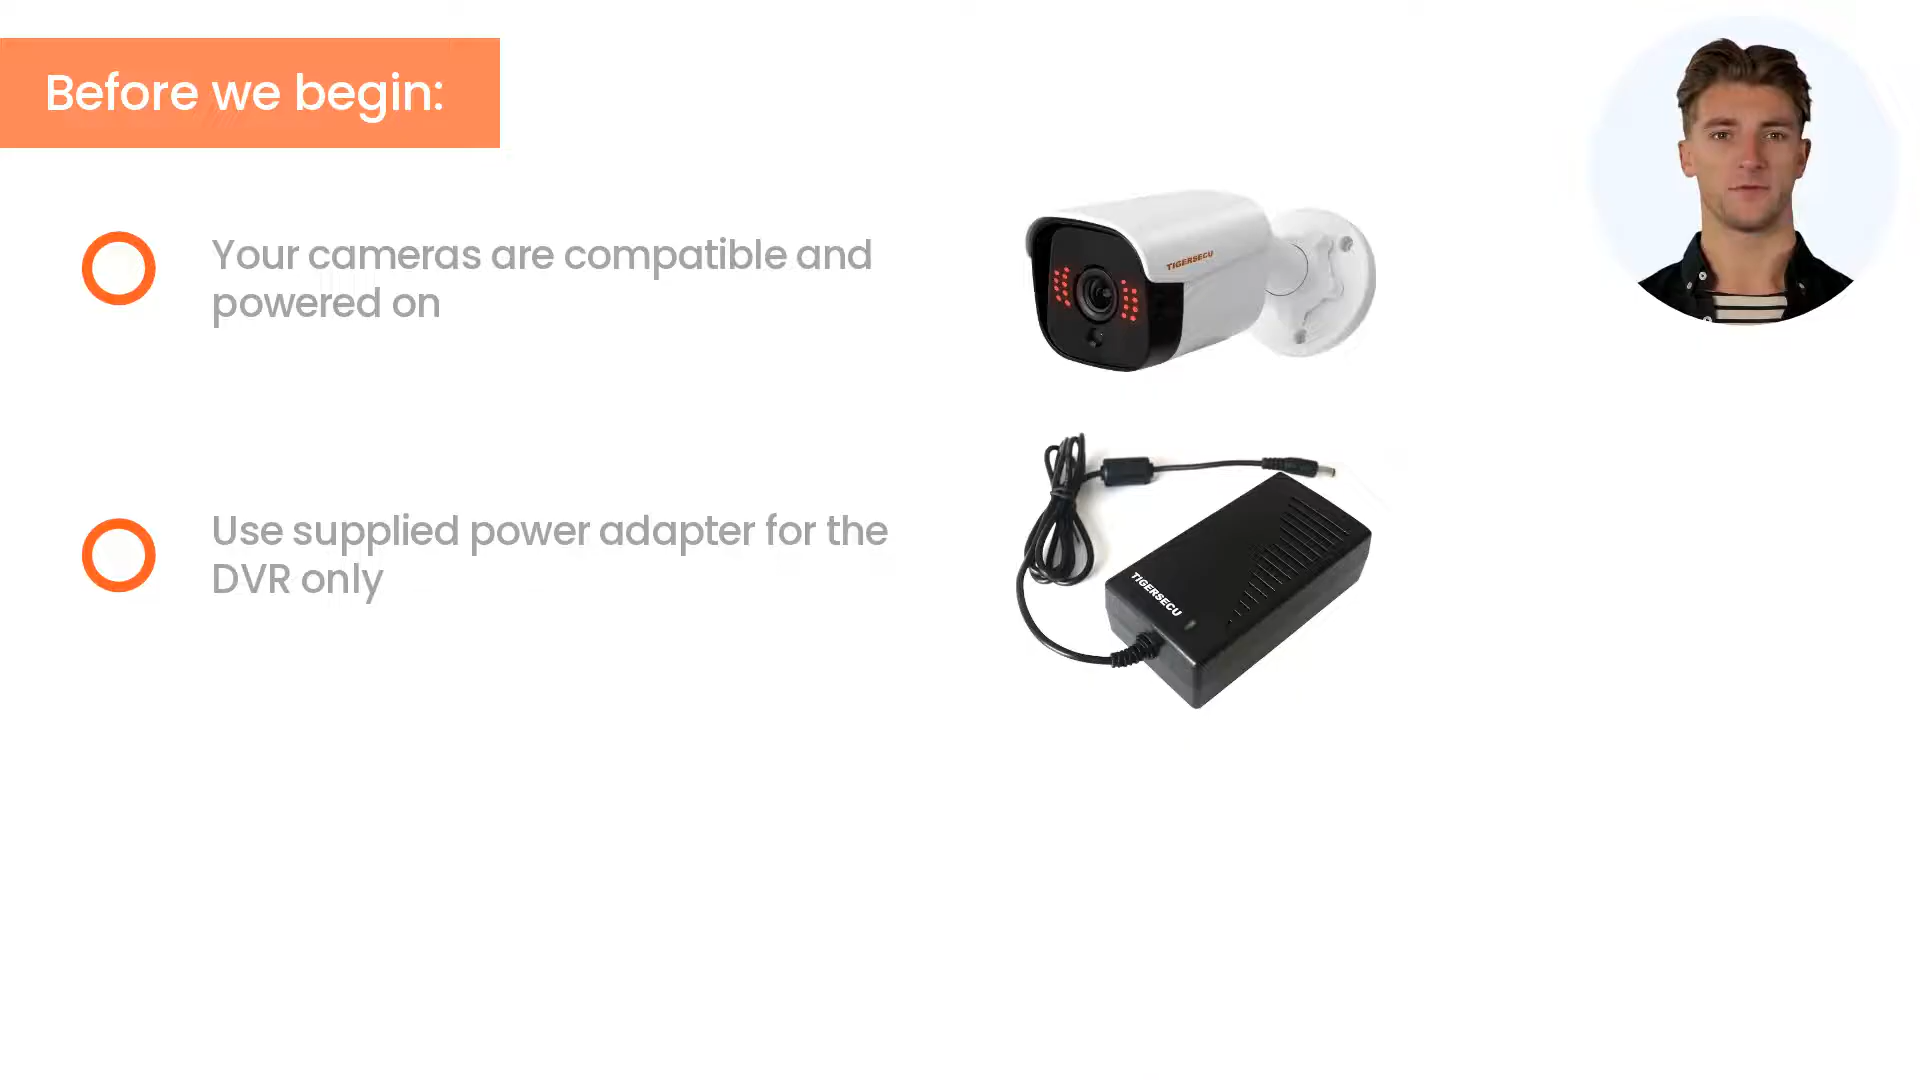 Before we begin:
Your cameras are compatible and
powered on
TIGERSECU
Use supplied power adapter for the
DVR only
TIGERSECU